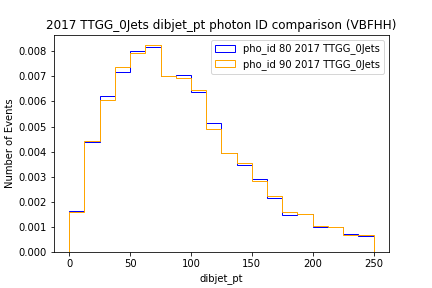 2017 TTGG_0Jets dibjet_pt photon ID comparison (VBFHH)
pho_id 80 2017 TTGG_0Jets
pho_id 90 2017 TTGG_0Jets
Number of Events
0.008
0.007
0.006
0.005
0.004
0.003
0.002
0.001
0.000
0 50 100 150 200 250
dibjet_pt